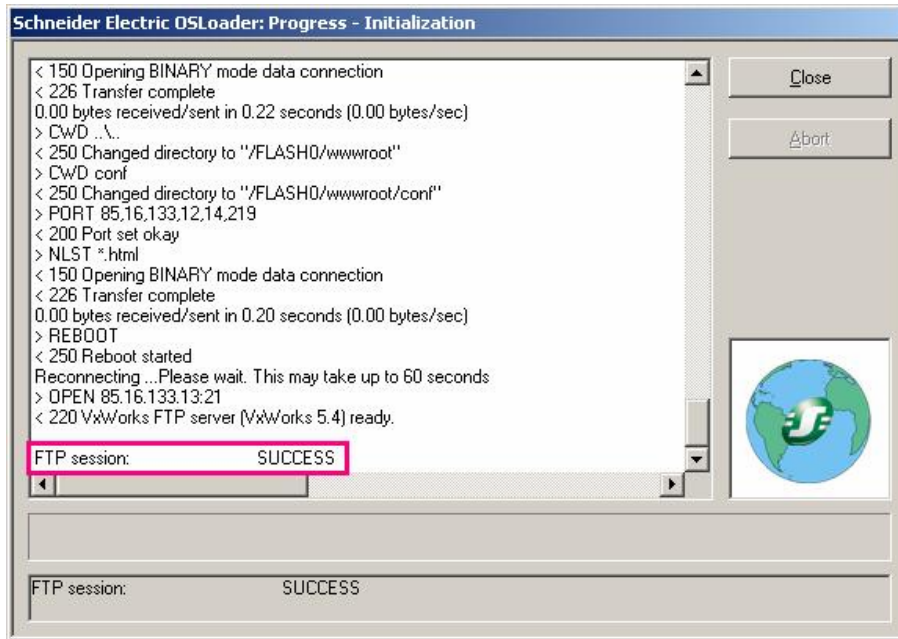 Schneider Electric OSLoader: Progress - Initialization
< 150 Opening BINARY mode data connection
< 226 Transfer complete
0.00 bytes received/sent in 0.22 seconds (0.00 bytes/sec)
> CWD ..\..
< 250 Changed directory to "/FLASH0/wwwroot"
> CWD conf
< 250 Changed directory to "/FLASH0/wwwroot/conf"
> PORT 85,16,133,12,14,219
< 200 Port set okay
> NLST *.html
< 150 Opening BINARY mode data connection
< 226 Transfer complete
0.00 bytes received/sent in 0.20 seconds (0.00 bytes/sec)
> REBOOT
< 250 Reboot started
Reconnecting ...Please wait. This may take up to 60 seconds
> OPEN 85.16.133.13:21
< 220 VxWorks FTP server (VxWorks 5.4) ready.
FTP session: SUCCESS
Close
Abort
FTP session: SUCCESS